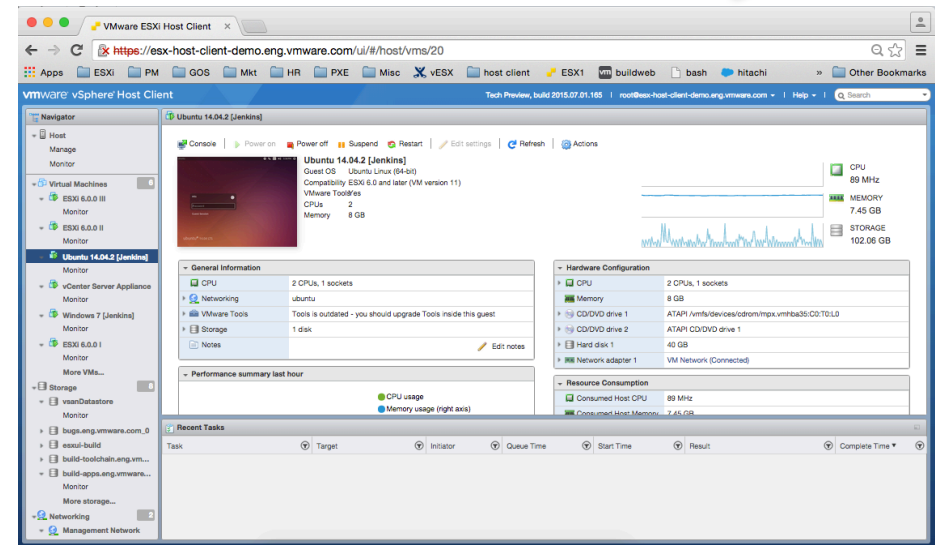 VMware ESXi Host Client
https://esx-host-client-demo.eng.vmware.com/ui/#/host/vms/20
Apps ESXi PM GOS Mkt HR PXE Misc vESX host client ESX1 buildweb bash hitachi » Other Bookmarks
vmware vSphere Host Client Tech Preview, build 2015.07.01.165 | root@esx-host-client-demo.eng.vmware.com | Help | Search
Navigator
Host
Manage
Monitor
Virtual Machines 6
ESXi 6.0.0 III
Monitor
ESXi 6.0.0 II
Monitor
Ubuntu 14.04.2 [Jenkins]
Monitor
vCenter Server Appliance
Monitor
Windows 7 [Jenkins]
Monitor
ESXi 6.0.0 I
Monitor
More VMs...
Storage
vsanDatastore
Monitor
bugs.eng.vmware.com_0
esxui-build
build-toolchain.eng.vm...
build-apps.eng.vmware...
Monitor
More storage...
Networking 2
Management Network
Ubuntu 14.04.2 [Jenkins]
Console | Power on Power off Suspend Restart | Edit settings | Refresh | Actions
Ubuntu 14.04.2 [Jenkins]
Guest OS Ubuntu Linux (64-bit)
Compatibility ESXi 6.0 and later (VM version 11)
VMware Tools Yes
CPUs 2
Memory 8 GB
CPU
89 MHz
MEMORY
7.45 GB
STORAGE
102.06 GB
General Information
CPU 2 CPUs, 1 sockets
Networking ubuntu
VMware Tools Tools is outdated - you should upgrade Tools inside this guest
Storage 1 disk
Notes Edit notes
Performance summary last hour
CPU usage
Memory usage (right axis)
Hardware Configuration
CPU 2 CPUs, 1 sockets
Memory 8 GB
CD/DVD drive 1 ATAPI /vmfs/devices/cdrom/mpx.vmhba35:C0:T0:L0
CD/DVD drive 2 ATAPI CD/DVD drive 1
Hard disk 1 40 GB
Network adapter 1 VM Network (Connected)
Resource Consumption
Consumed Host CPU 89 MHz
Consumed Host Memory 7.45 GB
Recent Tasks
Task Target Initiator Queue Time Start Time Result Complete Time